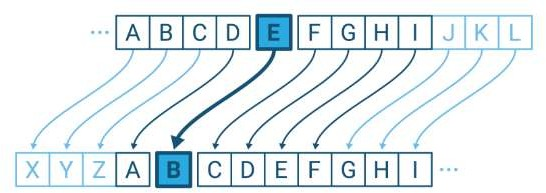 ... A B C D E F G H I J K L
X Y Z A B C D E F G H I ...